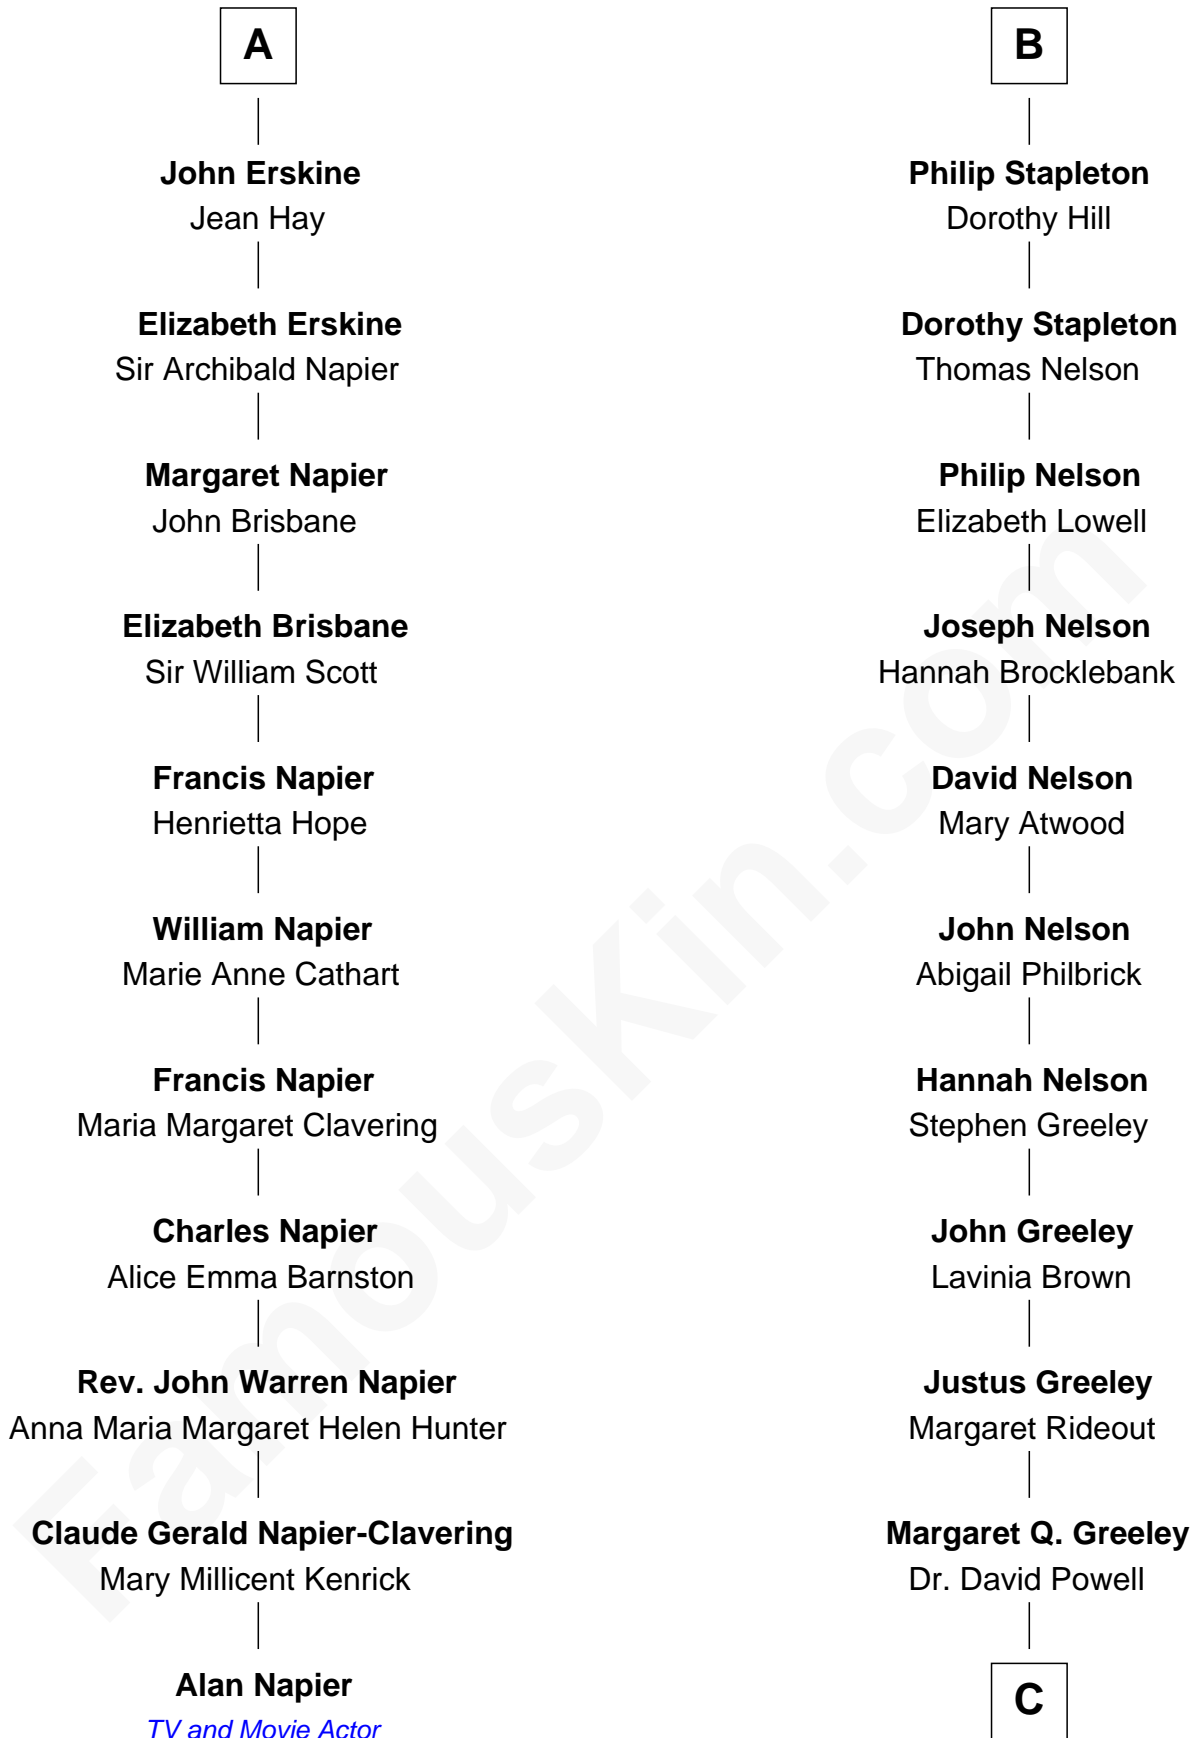 A
John Erskine
Jean Hay
Elizabeth Erskine
Sir Archibald Napier
Margaret Napier
John Brisbane
Elizabeth Brisbane
Sir William Scott
Francis Napier
Henrietta Hope
William Napier
Marie Anne Cathart
Francis Napier
Maria Margaret Clavering
Charles Napier
Alice Emma Barnston
Rev. John Warren Napier
Anna Maria Margaret Helen Hunter
Claude Gerald Napier-Clavering
Mary Millicent Kenrick
Alan Napier
TV and Movie Actor
B
Philip Stapleton
Dorothy Hill
Dorothy Stapleton
Thomas Nelson
Philip Nelson
Elizabeth Lowell
Joseph Nelson
Hannah Brocklebank
David Nelson
Mary Atwood
John Nelson
Abigail Philbrick
Hannah Nelson
Stephen Greeley
John Greeley
Lavinia Brown
Justus Greeley
Margaret Rideout
Margaret Q. Greeley
Dr. David Powell
C
FamousKin.com